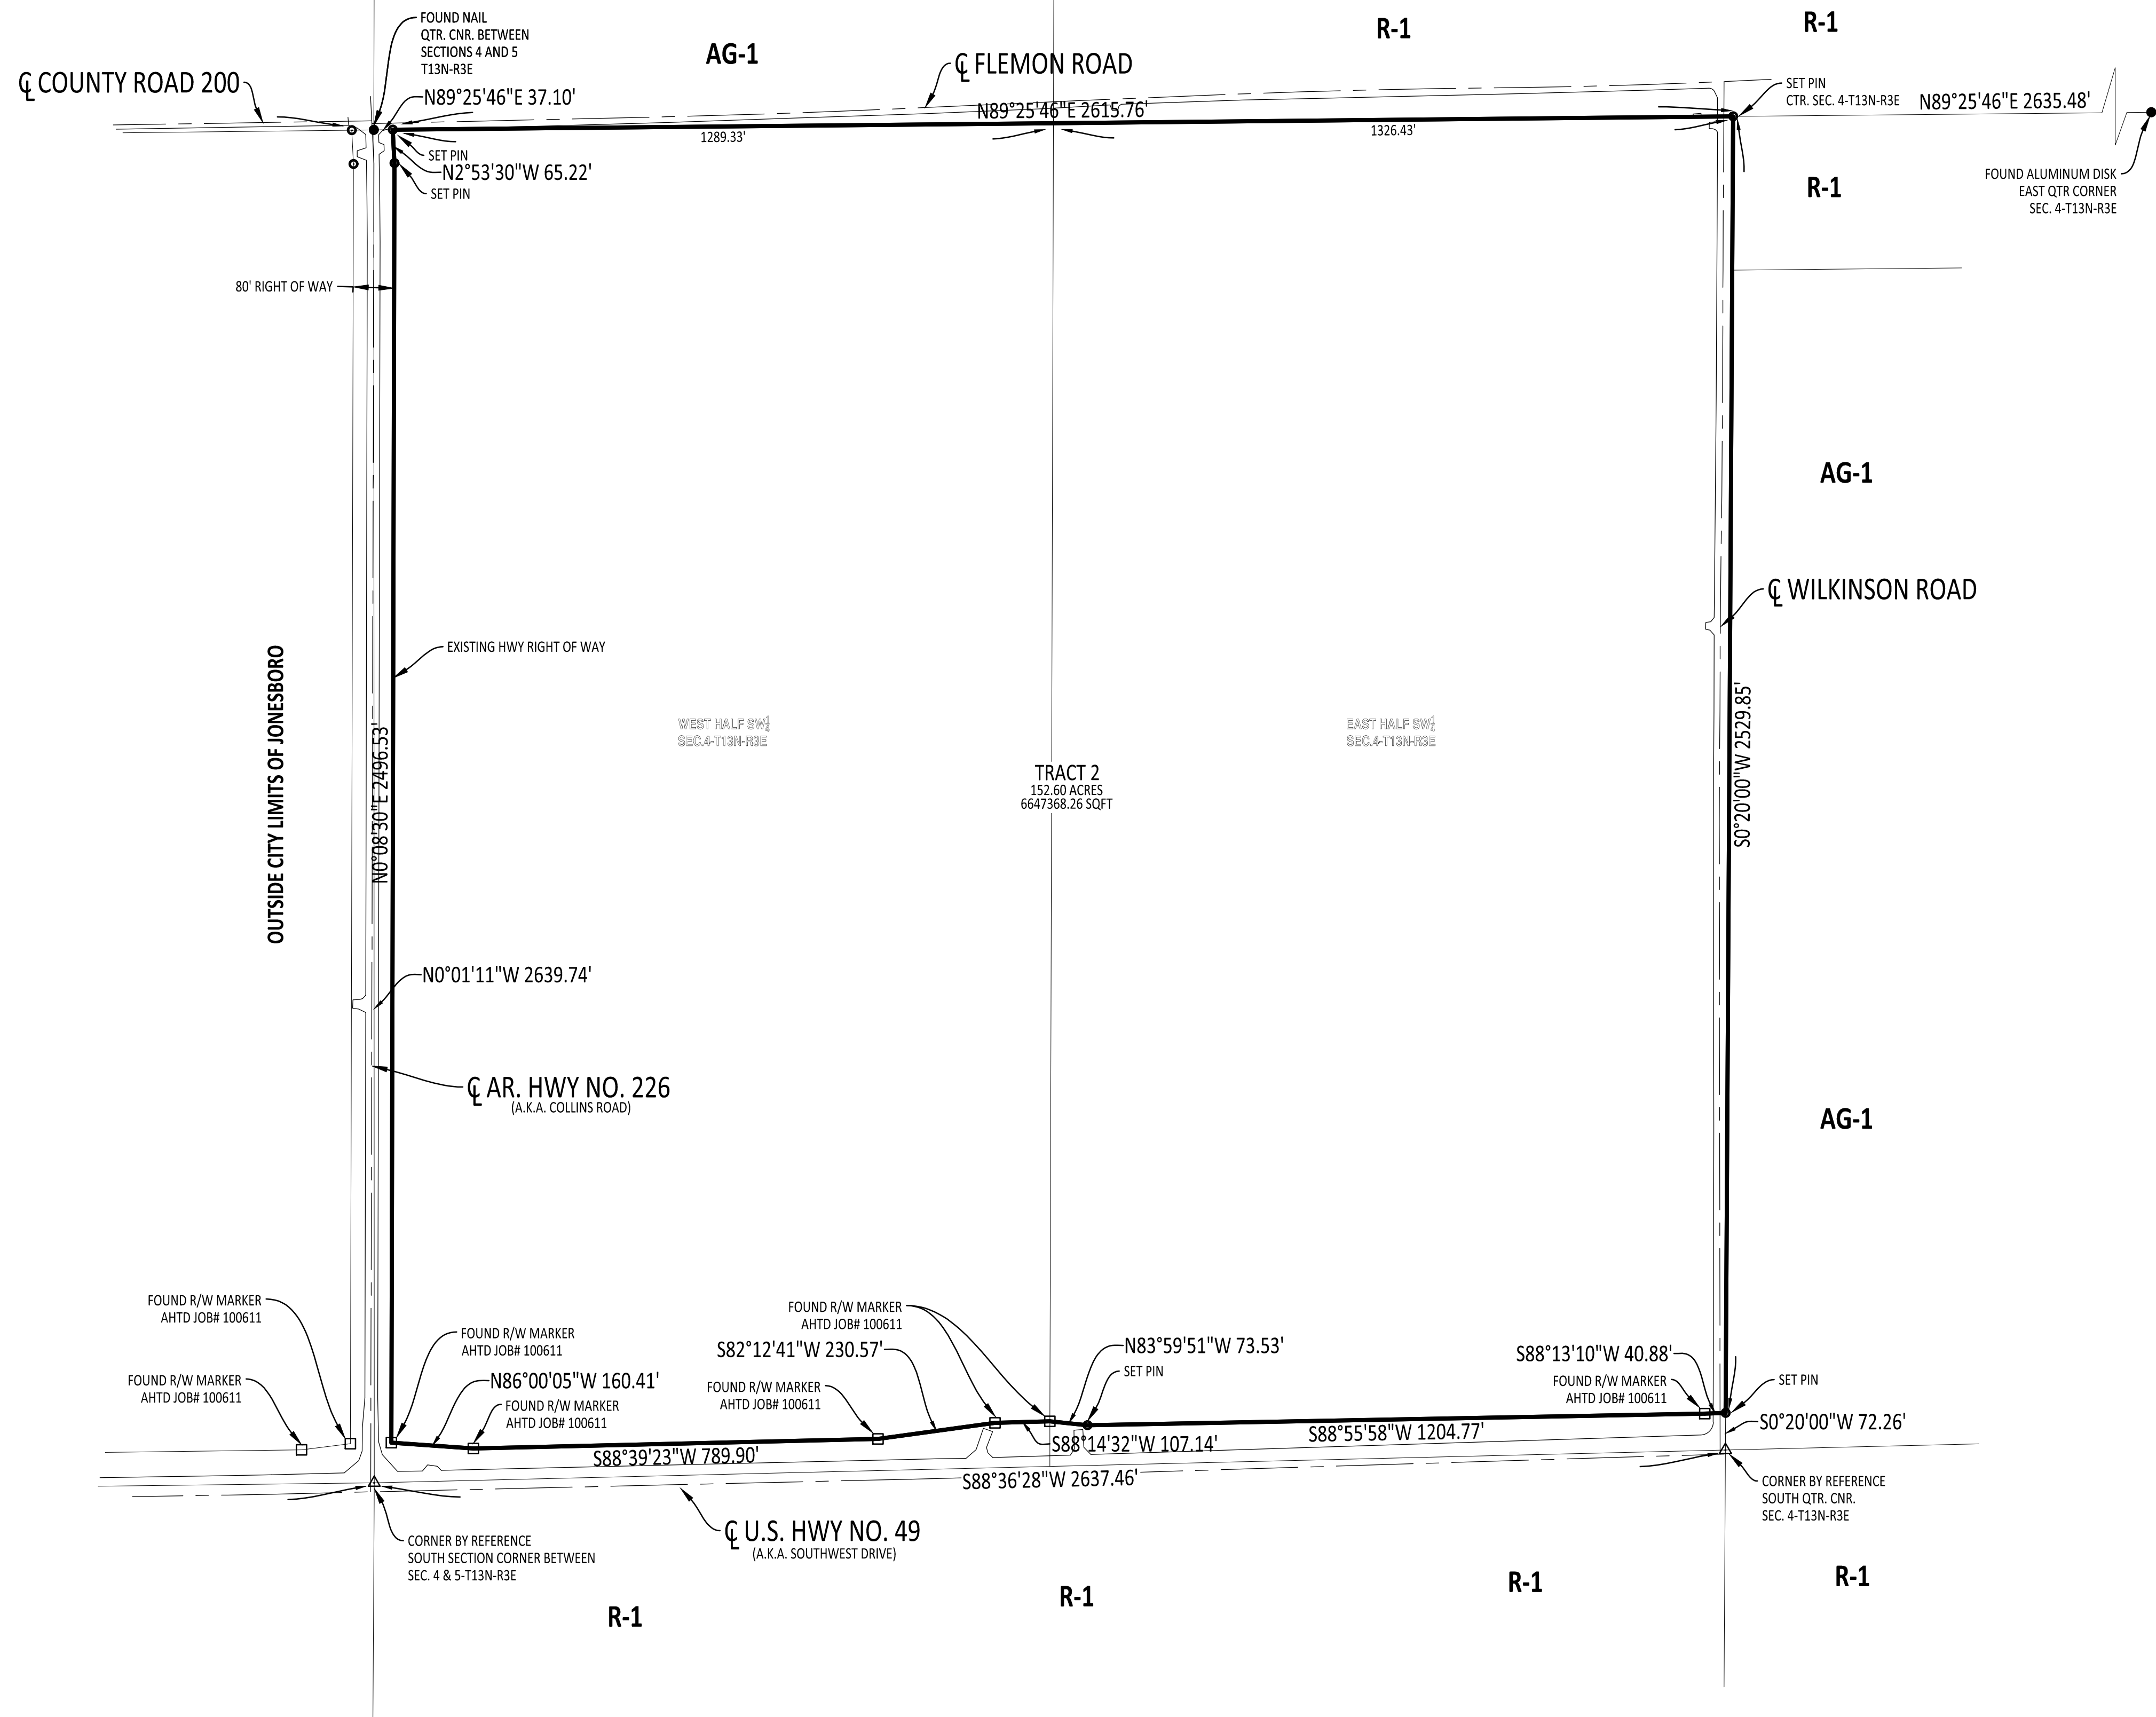 FOUND NAIL
QTR. CNR. BETWEEN
SECTIONS 4 AND 5
T13N-R3E
AG-1
R-1
R-1
℄ COUNTY ROAD 200
℄ FLEMON ROAD
N89°25'46"E 37.10'
N89°25'46"E 2615.76'
SET PIN
CTR. SEC. 4-T13N-R3E
N89°25'46"E 2635.48'
1289.33'
1326.43'
SET PIN
N2°53'30"W 65.22'
SET PIN
FOUND ALUMINUM DISK
EAST QTR CORNER
SEC. 4-T13N-R3E
R-1
80' RIGHT OF WAY
AG-1
℄ WILKINSON ROAD
EXISTING HWY RIGHT OF WAY
OUTSIDE CITY LIMITS OF JONESBORO
N0°08'30"E 2496.53'
WEST HALF SW¼
SEC.4-T13N-R3E
EAST HALF SW¼
SEC.4-T13N-R3E
S0°20'00"W 2529.85'
TRACT 2
152.60 ACRES
6647368.26 SQFT
N0°01'11"W 2639.74'
℄ AR. HWY NO. 226
(A.K.A. COLLINS ROAD)
AG-1
FOUND R/W MARKER
AHTD JOB# 100611
FOUND R/W MARKER
AHTD JOB# 100611
FOUND R/W MARKER
AHTD JOB# 100611
N86°00'05"W 160.41'
FOUND R/W MARKER
AHTD JOB# 100611
FOUND R/W MARKER
AHTD JOB# 100611
S82°12'41"W 230.57'
FOUND R/W MARKER
AHTD JOB# 100611
N83°59'51"W 73.53'
SET PIN
S88°13'10"W 40.88'
FOUND R/W MARKER
AHTD JOB# 100611
SET PIN
S0°20'00"W 72.26'
S88°39'23"W 789.90'
S88°14'32"W 107.14'
S88°55'58"W 1204.77'
S88°36'28"W 2637.46'
CORNER BY REFERENCE
SOUTH QTR. CNR.
SEC. 4-T13N-R3E
℄ U.S. HWY NO. 49
(A.K.A. SOUTHWEST DRIVE)
CORNER BY REFERENCE
SOUTH SECTION CORNER BETWEEN
SEC. 4 & 5-T13N-R3E
R-1
R-1
R-1
R-1